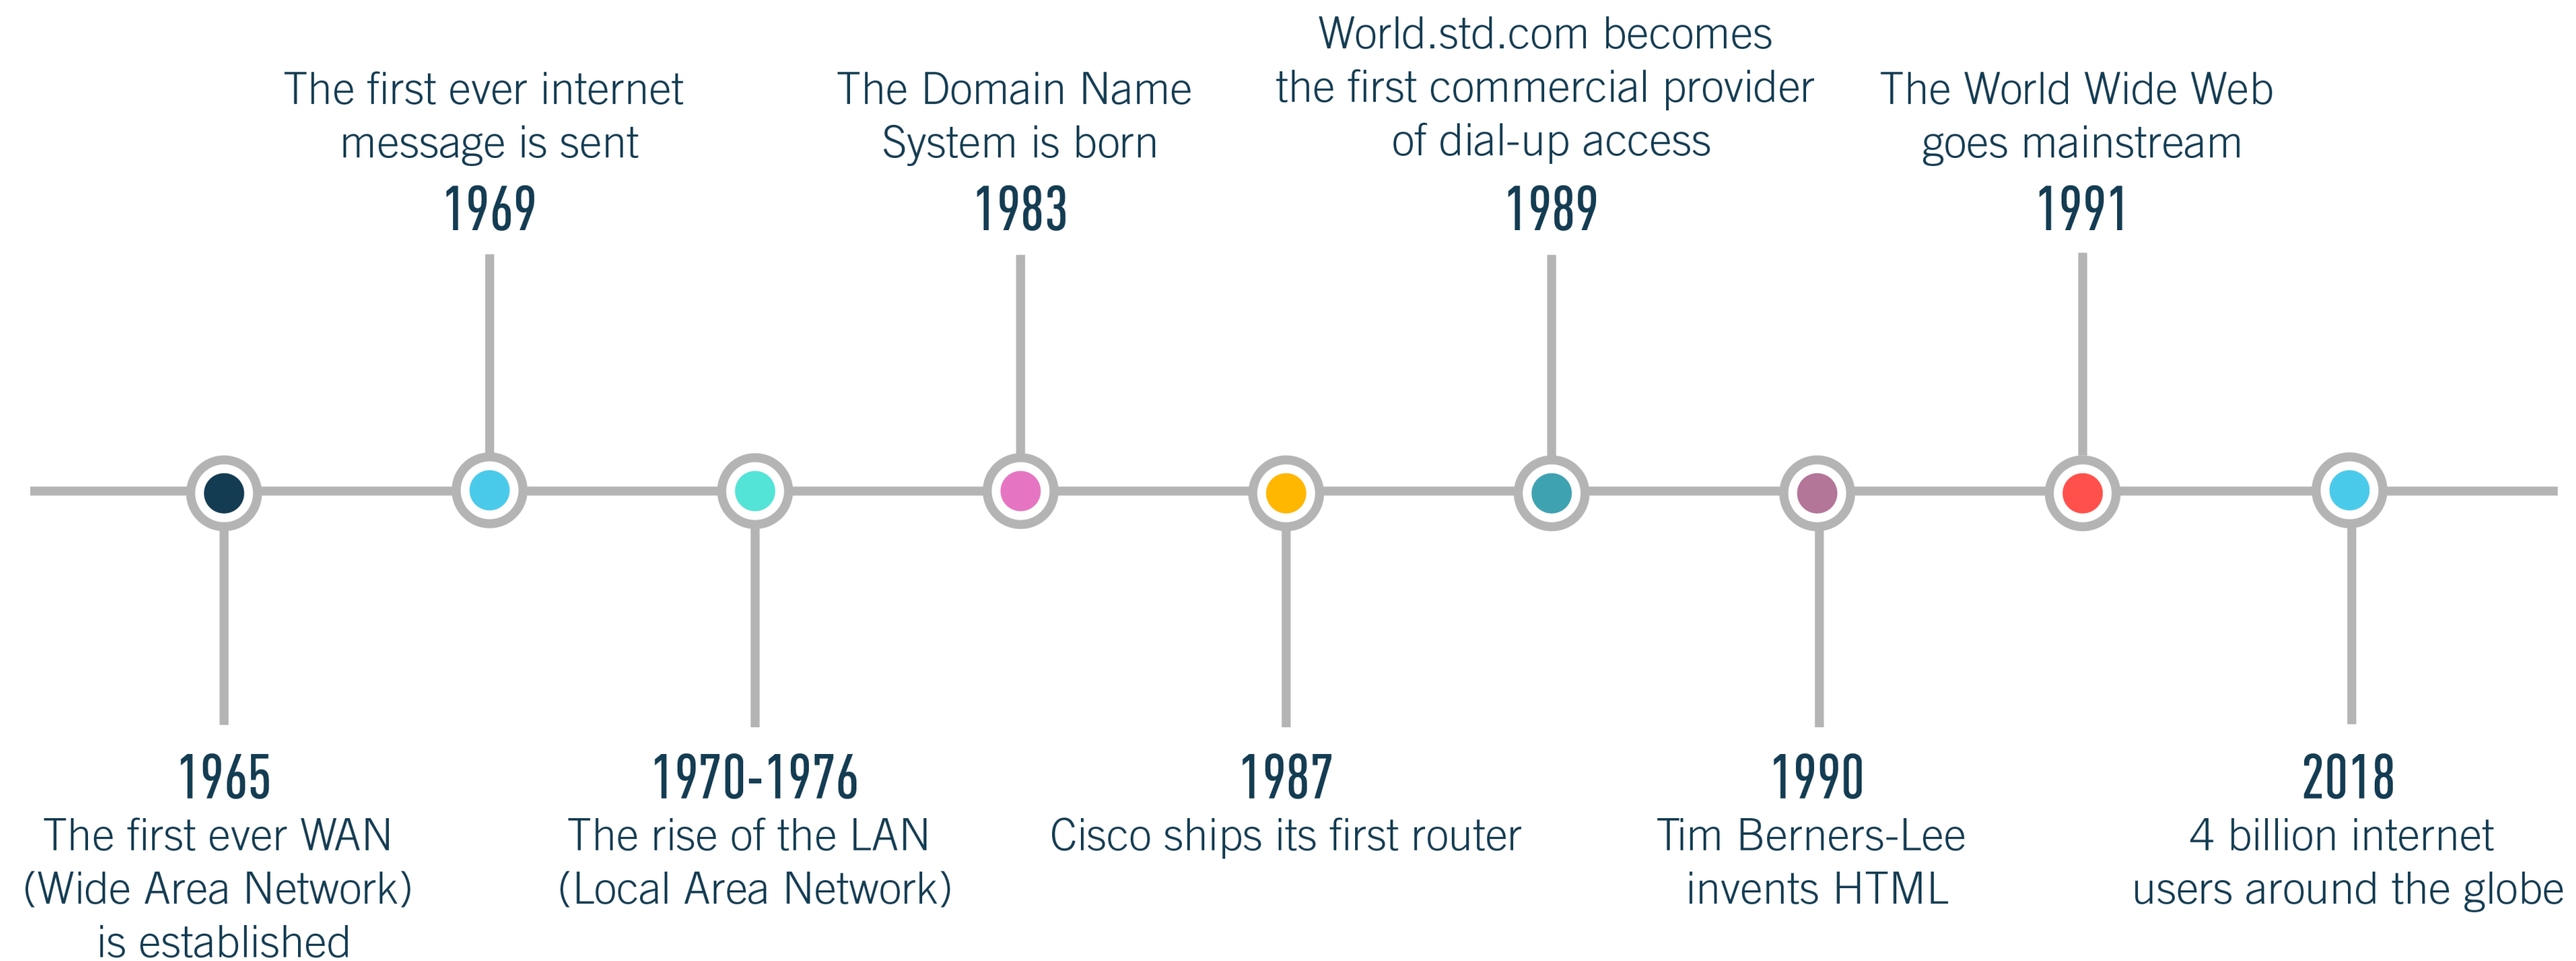 1965
The first ever WAN
(Wide Area Network)
is established
The first ever internet
message is sent
1969
1970-1976
The rise of the LAN
(Local Area Network)
The Domain Name
System is born
1983
1987
Cisco ships its first router
World.std.com becomes
the first commercial provider
of dial-up access
1989
1990
Tim Berners-Lee
invents HTML
The World Wide Web
goes mainstream
1991
2018
4 billion internet
users around the globe